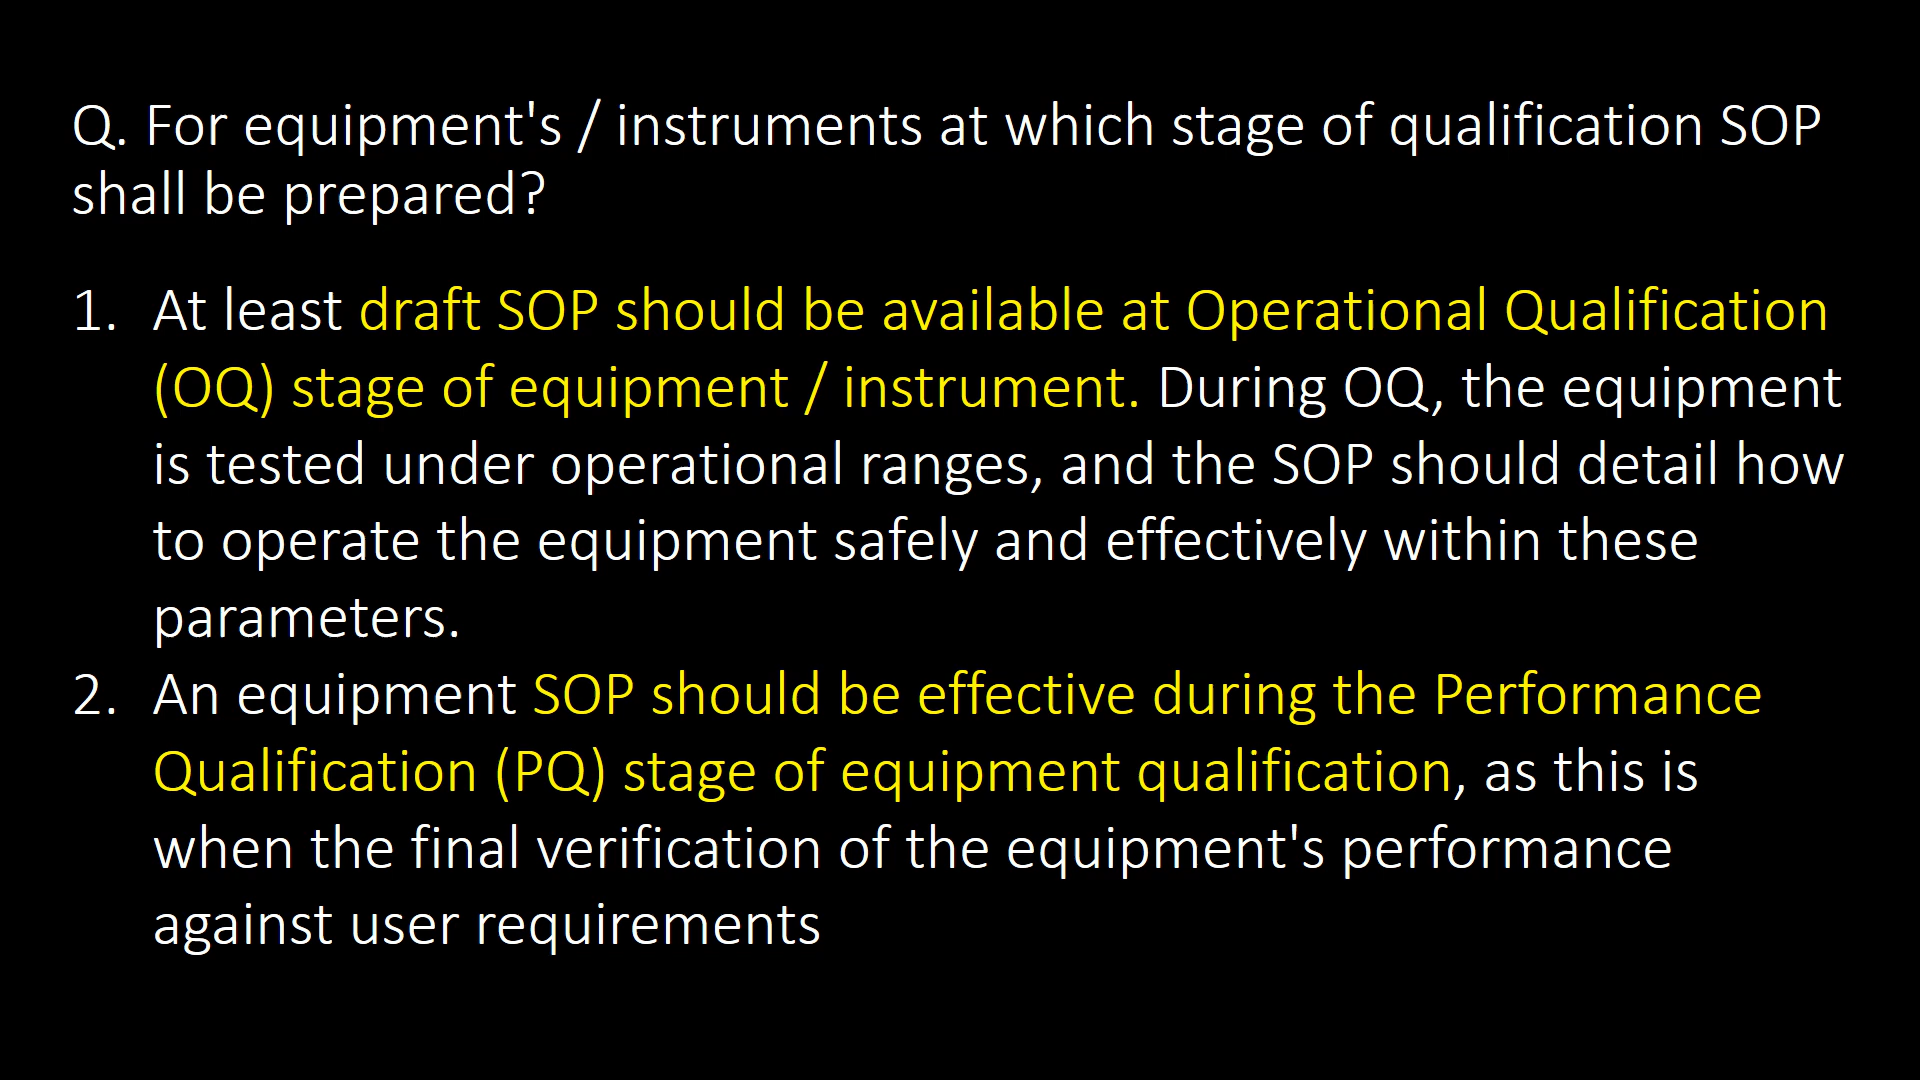 Q. For equipment's / instruments at which stage of qualification SOP
shall be prepared?
1. At least draft SOP should be available at Operational Qualification
(OQ) stage of equipment / instrument. During OQ, the equipment
is tested under operational ranges, and the SOP should detail how
to operate the equipment safely and effectively within these
parameters.
2. An equipment SOP should be effective during the Performance
Qualification (PQ) stage of equipment qualification, as this is
when the final verification of the equipment's performance
against user requirements